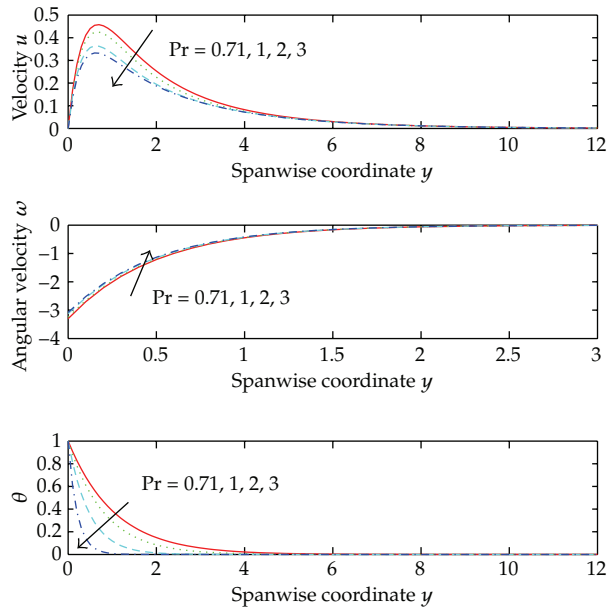 Velocity u
0.5
0.4
0.3
0.2
0.1
0
Pr = 0.71, 1, 2, 3
0 2 4 6 8 10 12
Spanwise coordinate y
Angular velocity ω
0
−1
−2
−3
−4
Pr = 0.71, 1, 2, 3
0 0.5 1 1.5 2 2.5 3
Spanwise coordinate y
θ
1
0.8
0.6
0.4
0.2
0
Pr = 0.71, 1, 2, 3
0 2 4 6 8 10 12
Spanwise coordinate y